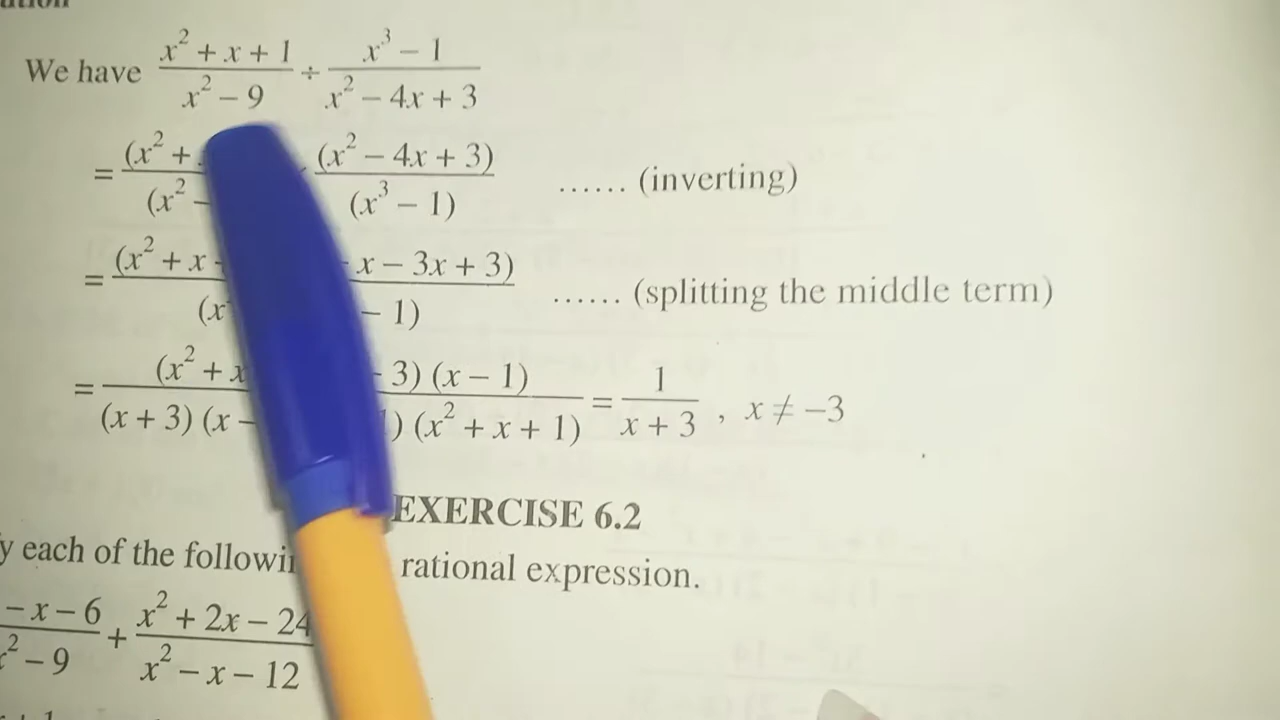 We have x² + x + 1 / x² − 9 ÷ x³ − 1 / x² − 4x + 3
= (x² + / (x² − (x² − 4x + 3) / (x³ − 1) ...... (inverting)
= (x² + x x − 3x + 3) / (x − 1) ...... (splitting the middle term)
= (x² + x 3) (x − 1) / (x + 3) (x − ) (x² + x + 1) = 1 / x + 3 , x ≠ −3
EXERCISE 6.2
each of the rational expression.
− x − 6 / − 9 + x² + 2x − 24 / x² − x − 12